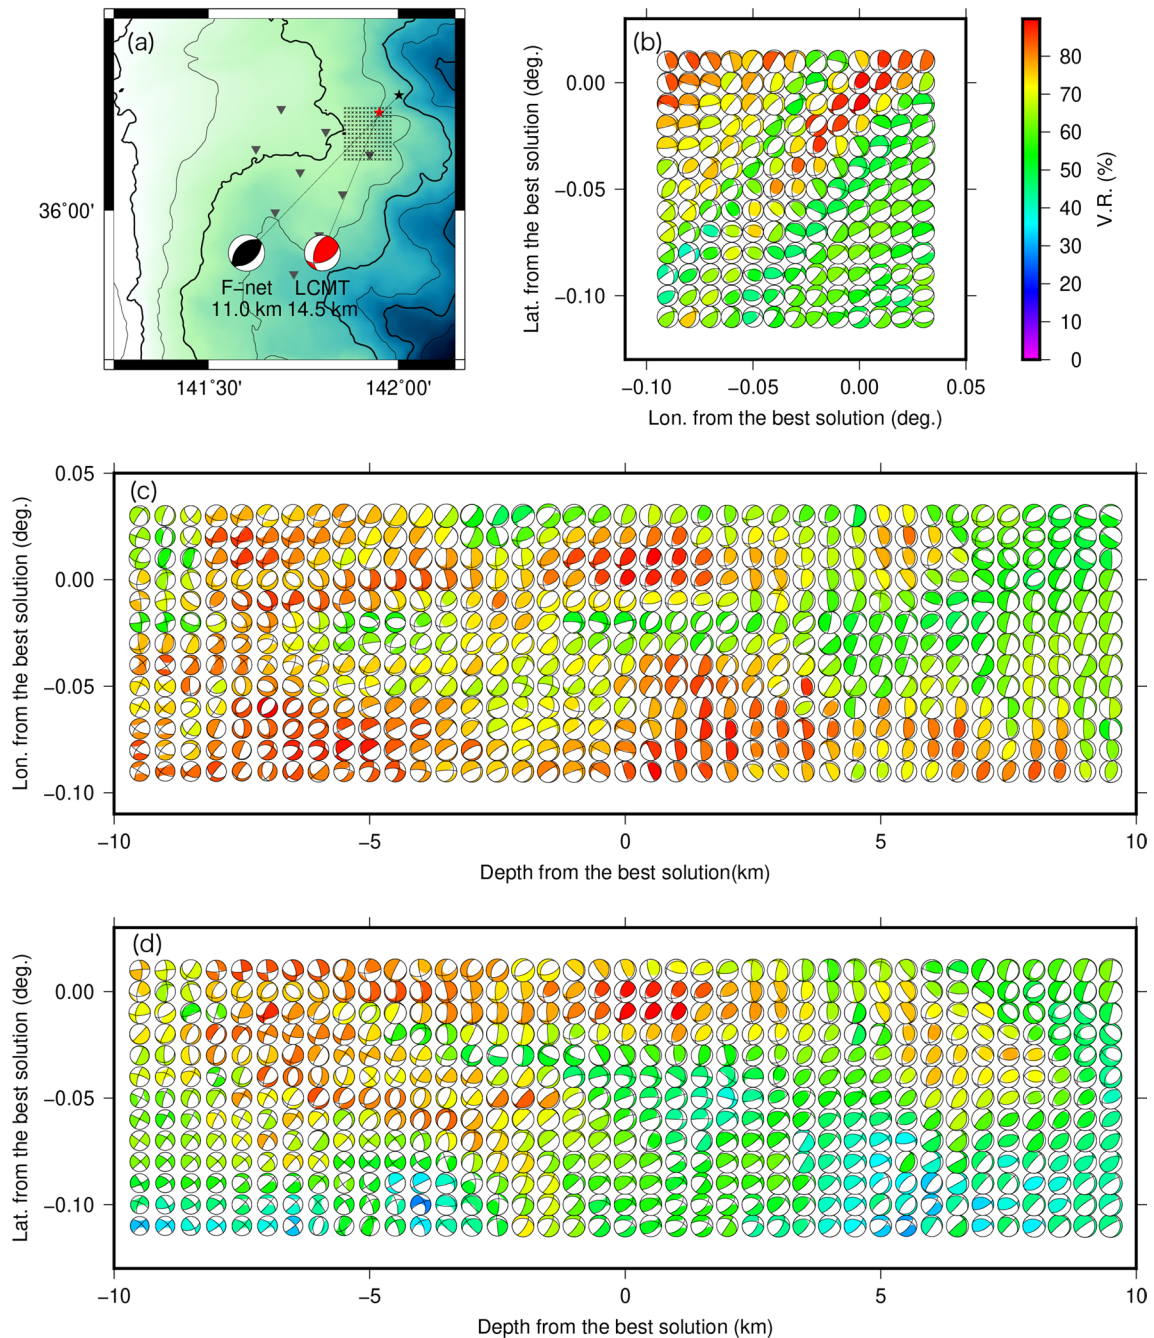 (a)
36°00'
F-net LCMT
11.0 km 14.5 km
141°30' 142°00'
(b)
Lat. from the best solution (deg.)
0.00
−0.05
−0.10
−0.10 −0.05 0.00 0.05
Lon. from the best solution (deg.)
80
70
60
50
40
30
20
10
0
V.R. (%)
(c)
Lon. from the best solution (deg.)
0.05
0.00
−0.05
−0.10
−10 −5 0 5 10
Depth from the best solution(km)
(d)
Lat. from the best solution (deg.)
0.00
−0.05
−0.10
−10 −5 0 5 10
Depth from the best solution (km)